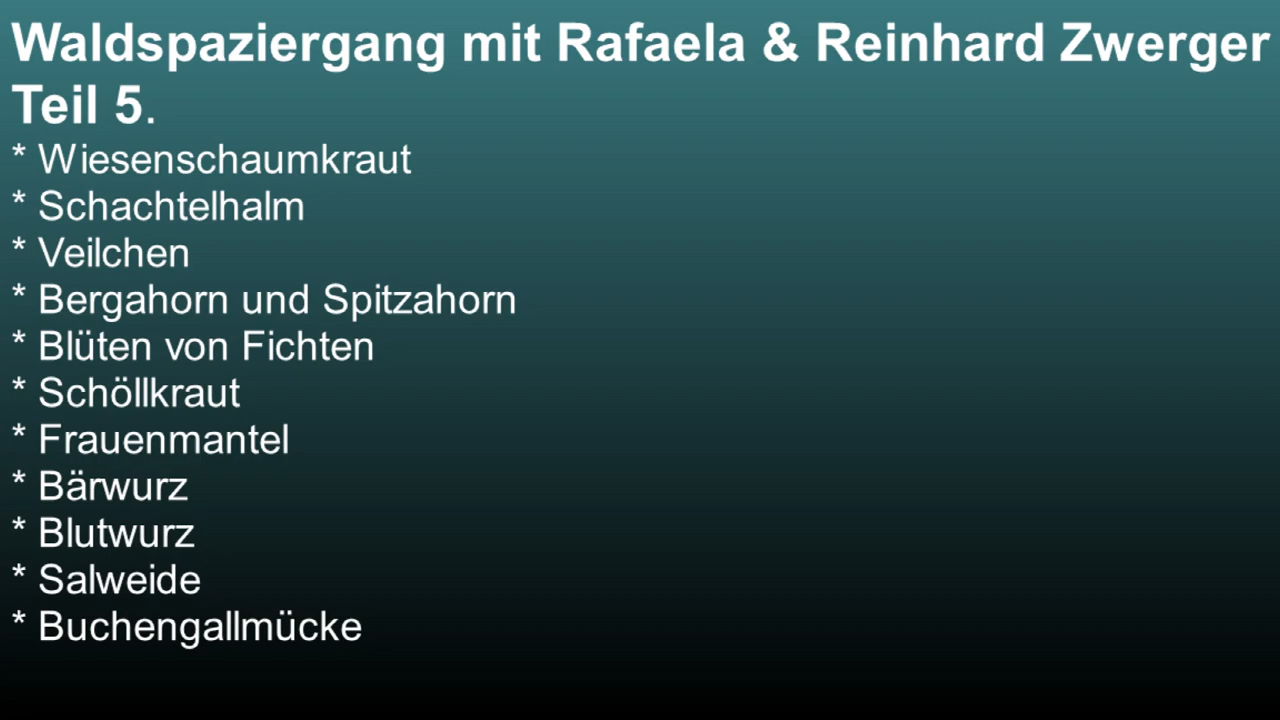 Waldspaziergang mit Rafaela & Reinhard Zwerger
Teil 5.
* Wiesenschaumkraut
* Schachtelhalm
* Veilchen
* Bergahorn und Spitzahorn
* Blüten von Fichten
* Schöllkraut
* Frauenmantel
* Bärwurz
* Blutwurz
* Salweide
* Buchengallmücke